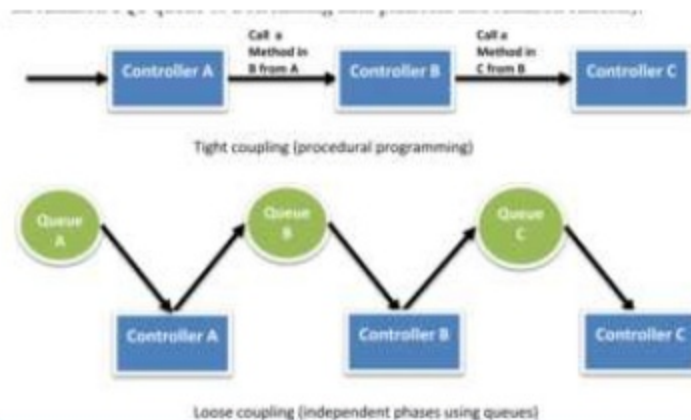 Call a
Method in
B from A
Call a
Method in
C from B
Controller A
Controller B
Controller C
Tight coupling (procedural programming)
Queue
A
Queue
B
Queue
C
Controller A
Controller B
Controller C
Loose coupling (independent phases using queues)